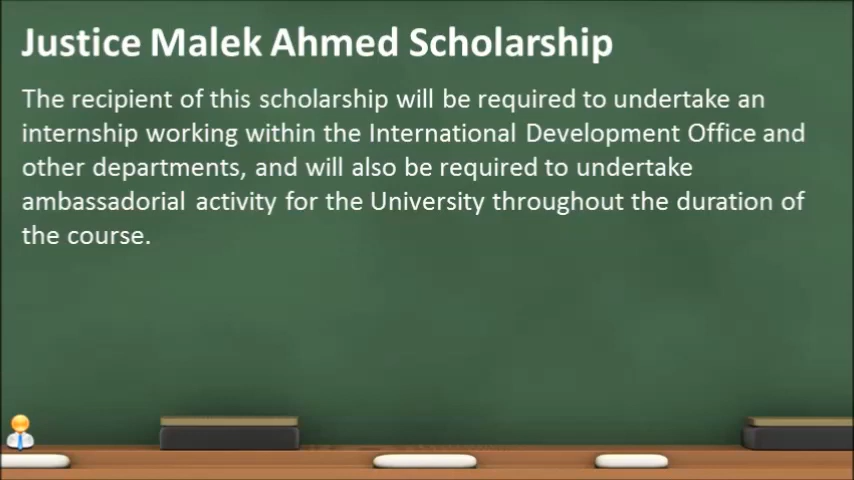 Justice Malek Ahmed Scholarship
The recipient of this scholarship will be required to undertake an
internship working within the International Development Office and
other departments, and will also be required to undertake
ambassadorial activity for the University throughout the duration of
the course.